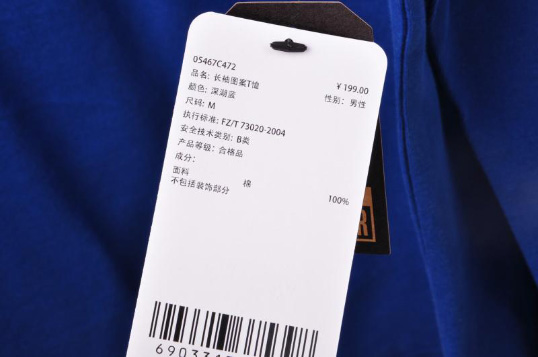 05467C472
品名: 长袖图案T恤 ￥199.00
颜色: 深湖蓝 性别: 男性
尺码: M
执行标准: FZ/T 73020-2004
安全技术类别: B类
产品等级: 合格品
成分:
面料 棉 100%
不包括装饰部分